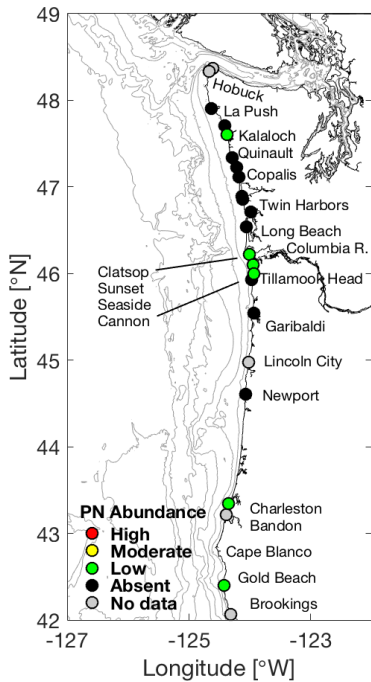 49
48
47
46
45
44
43
42
-127
-125
-123
Latitude [°N]
Longitude [°W]
Hobuck
La Push
Kalaloch
Quinault
Copalis
Twin Harbors
Long Beach
Columbia R.
Clatsop
Sunset
Seaside
Cannon
Tillamook Head
Garibaldi
Lincoln City
Newport
Charleston
Bandon
Cape Blanco
Gold Beach
Brookings
PN Abundance
High
Moderate
Low
Absent
No data